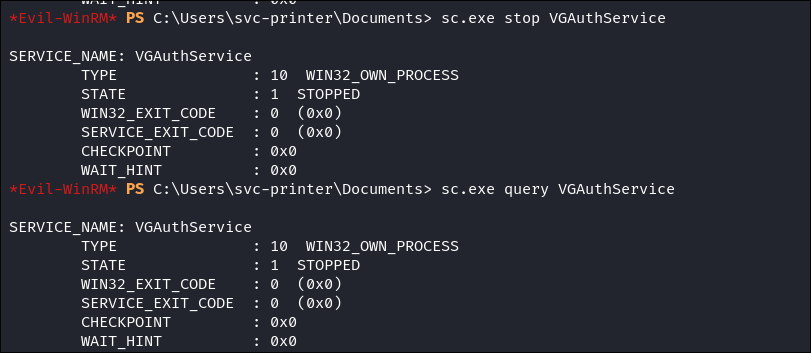 WAIT_HINT          : 0x0
*Evil-WinRM* PS C:\Users\svc-printer\Documents> sc.exe stop VGAuthService
SERVICE_NAME: VGAuthService
TYPE               : 10  WIN32_OWN_PROCESS
STATE              : 1  STOPPED
WIN32_EXIT_CODE    : 0  (0x0)
SERVICE_EXIT_CODE  : 0  (0x0)
CHECKPOINT         : 0x0
WAIT_HINT          : 0x0
*Evil-WinRM* PS C:\Users\svc-printer\Documents> sc.exe query VGAuthService
SERVICE_NAME: VGAuthService
TYPE               : 10  WIN32_OWN_PROCESS
STATE              : 1  STOPPED
WIN32_EXIT_CODE    : 0  (0x0)
SERVICE_EXIT_CODE  : 0  (0x0)
CHECKPOINT         : 0x0
WAIT_HINT          : 0x0